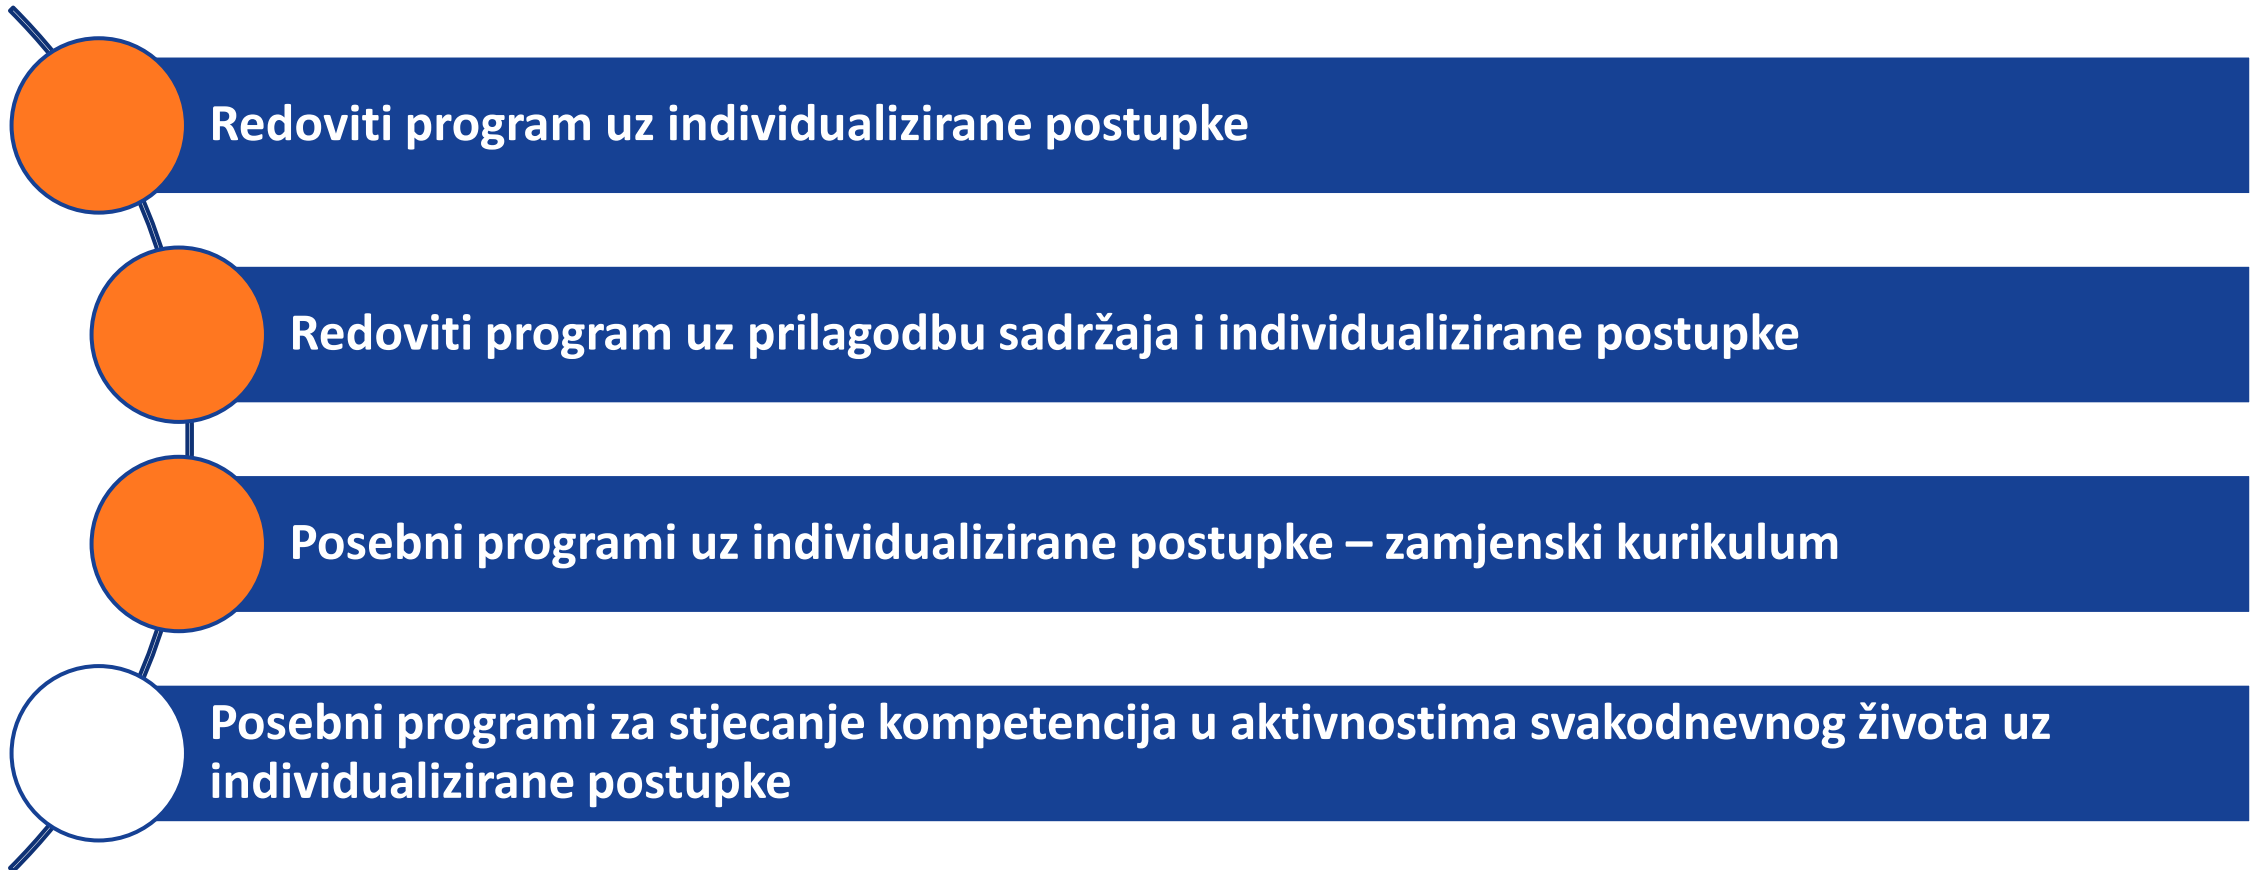 Redoviti program uz individualizirane postupke
Redoviti program uz prilagodbu sadržaja i individualizirane postupke
Posebni programi uz individualizirane postupke – zamjenski kurikulum
Posebni programi za stjecanje kompetencija u aktivnostima svakodnevnog života uz
individualizirane postupke